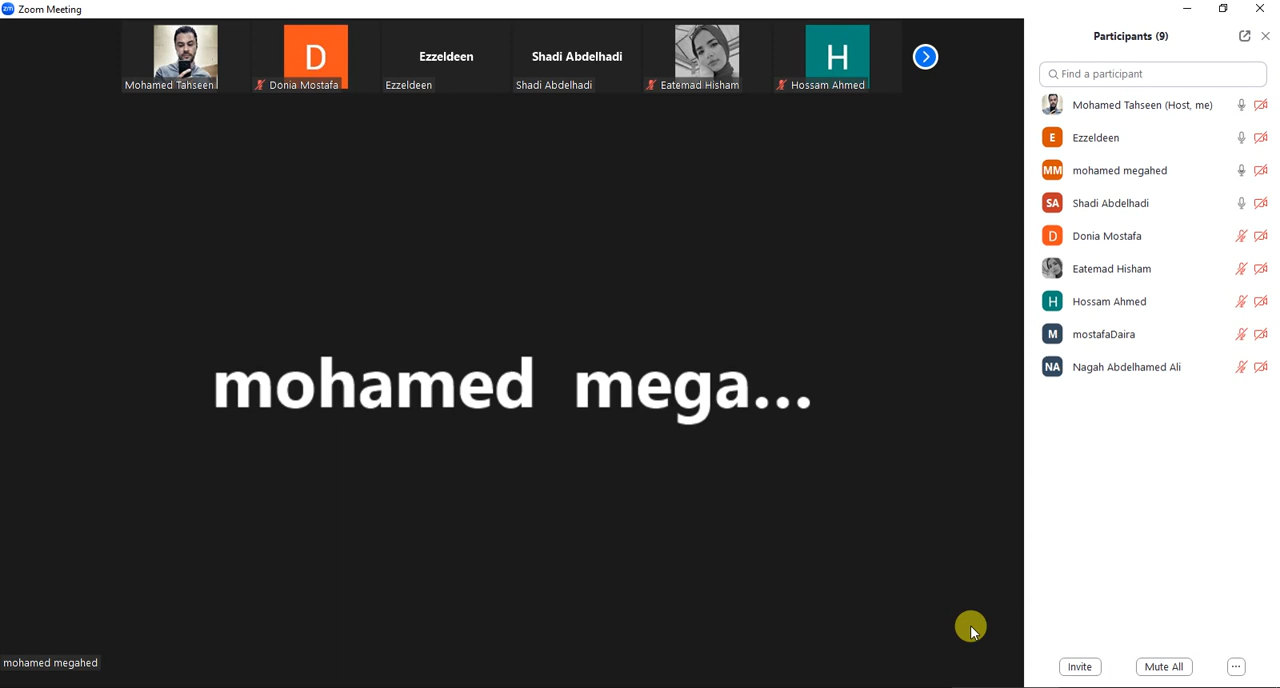 zm Zoom Meeting
Mohamed Tahseen
D
Donia Mostafa
Ezzeldeen
Ezzeldeen
Shadi Abdelhadi
Shadi Abdelhadi
Eatemad Hisham
H
Hossam Ahmed
mohamed mega...
mohamed megahed
Participants (9)
Find a participant
Mohamed Tahseen (Host, me)
E Ezzeldeen
MM mohamed megahed
SA Shadi Abdelhadi
D Donia Mostafa
Eatemad Hisham
H Hossam Ahmed
M mostafaDaira
NA Nagah Abdelhamed Ali
Invite Mute All ...